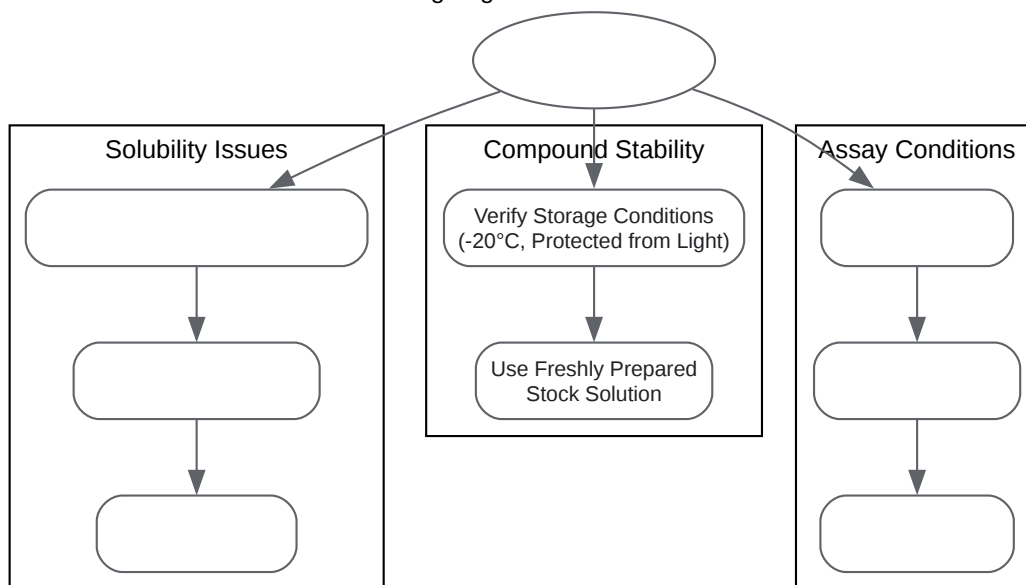 Solubility Issues
Compound Stability
Assay Conditions
Verify Storage Conditions
(-20°C, Protected from Light)
Use Freshly Prepared
Stock Solution